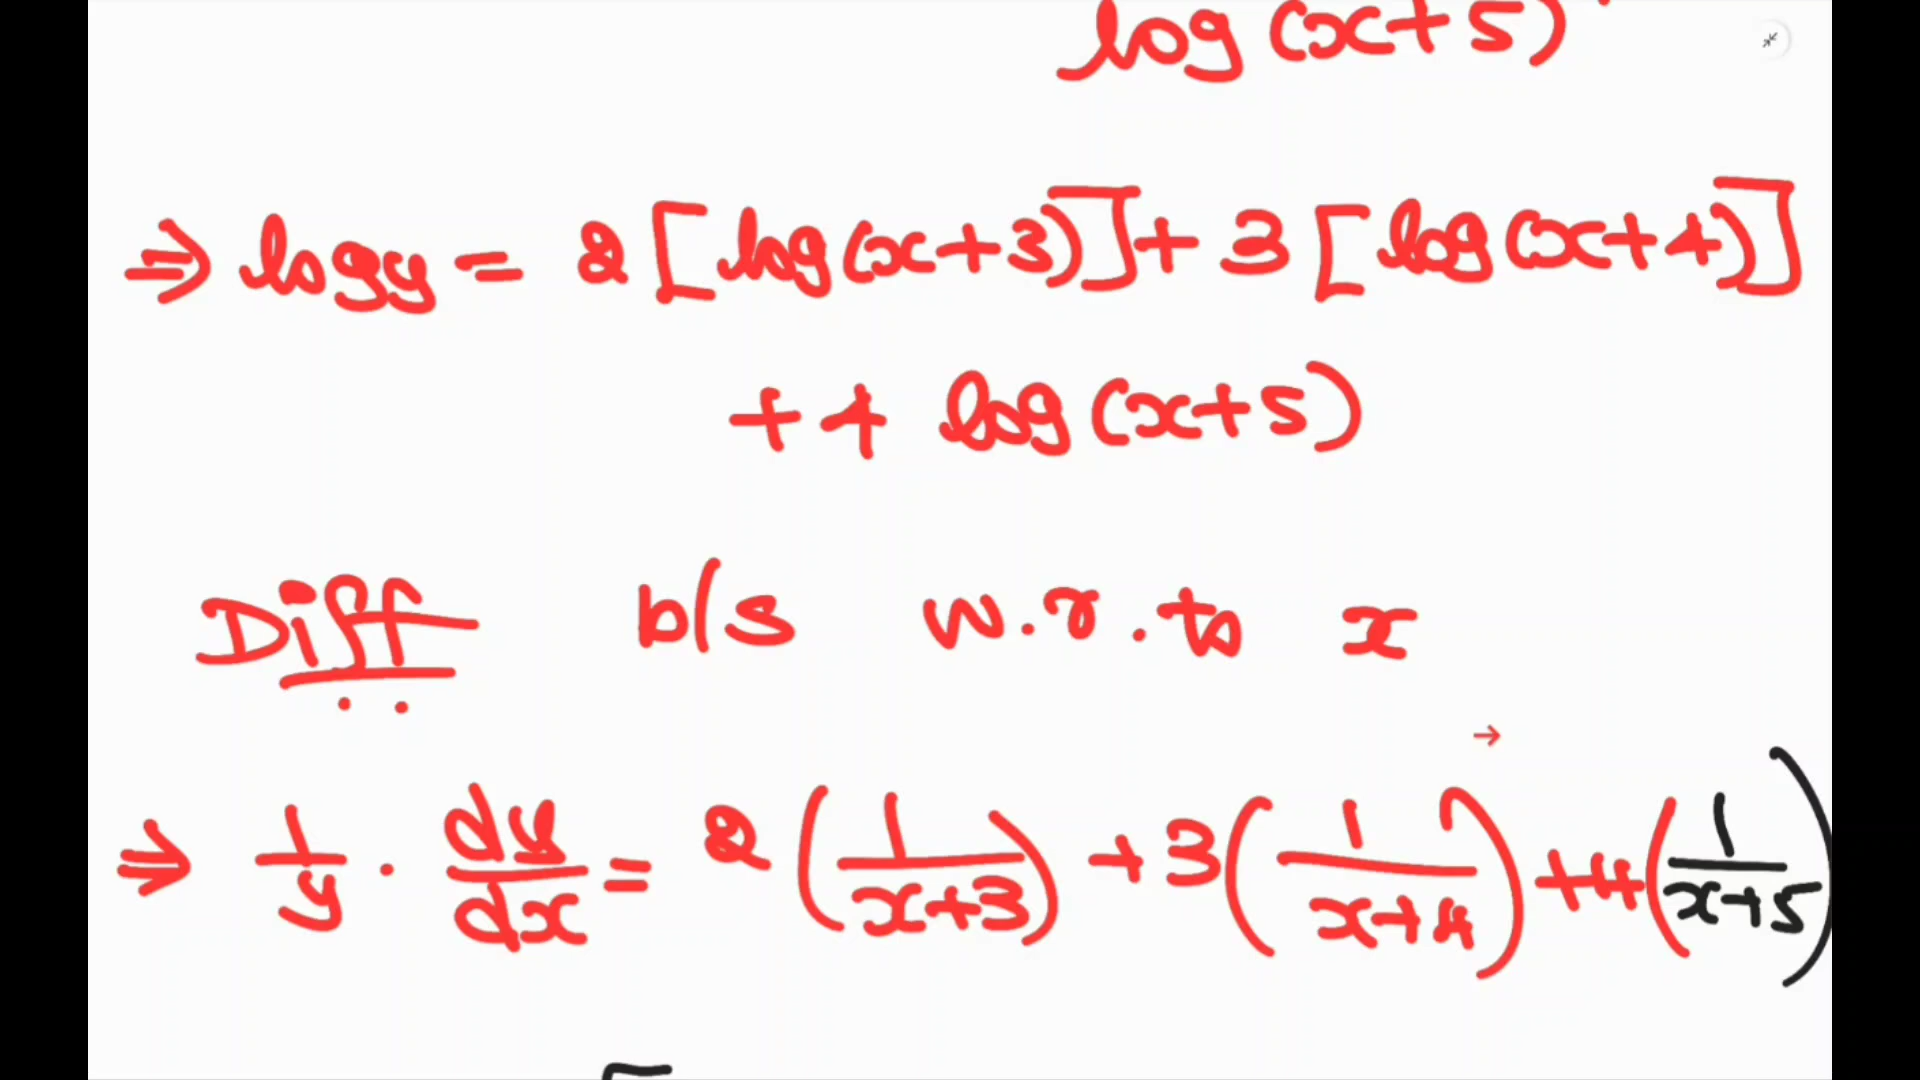 log(x+5)
⇒ log y = 2[log(x+3)] + 3[log(x+4)]
+ 4 log(x+5)
Diff b/s w.r.to x
⇒ 1/y · dy/dx = 2(1/(x+3)) + 3(1/(x+4)) + 4(1/(x+5))